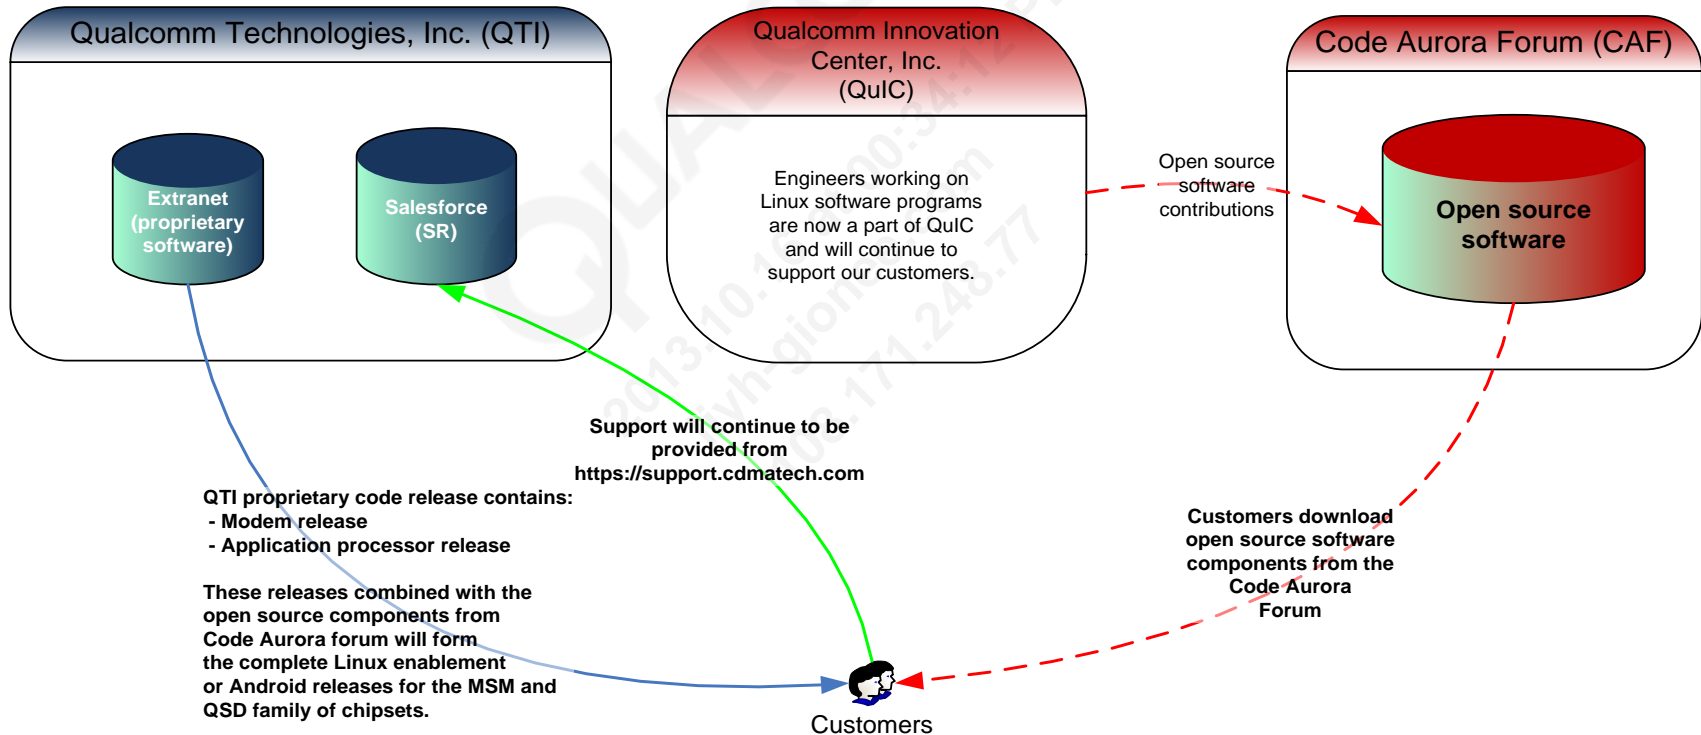 Qualcomm Technologies, Inc. (QTI)
Extranet
(proprietary
software)
Salesforce
(SR)
Qualcomm Innovation
Center, Inc.
(QuIC)
Engineers working on
Linux software programs
are now a part of QuIC
and will continue to
support our customers.
Open source
software
contributions
Code Aurora Forum (CAF)
Open source
software
Support will continue to be
provided from
https://support.cdmatech.com
QTI proprietary code release contains:
- Modem release
- Application processor release
These releases combined with the
open source components from
Code Aurora forum will form
the complete Linux enablement
or Android releases for the MSM and
QSD family of chipsets.
Customers download
open source software
components from the
Code Aurora
Forum
Customers